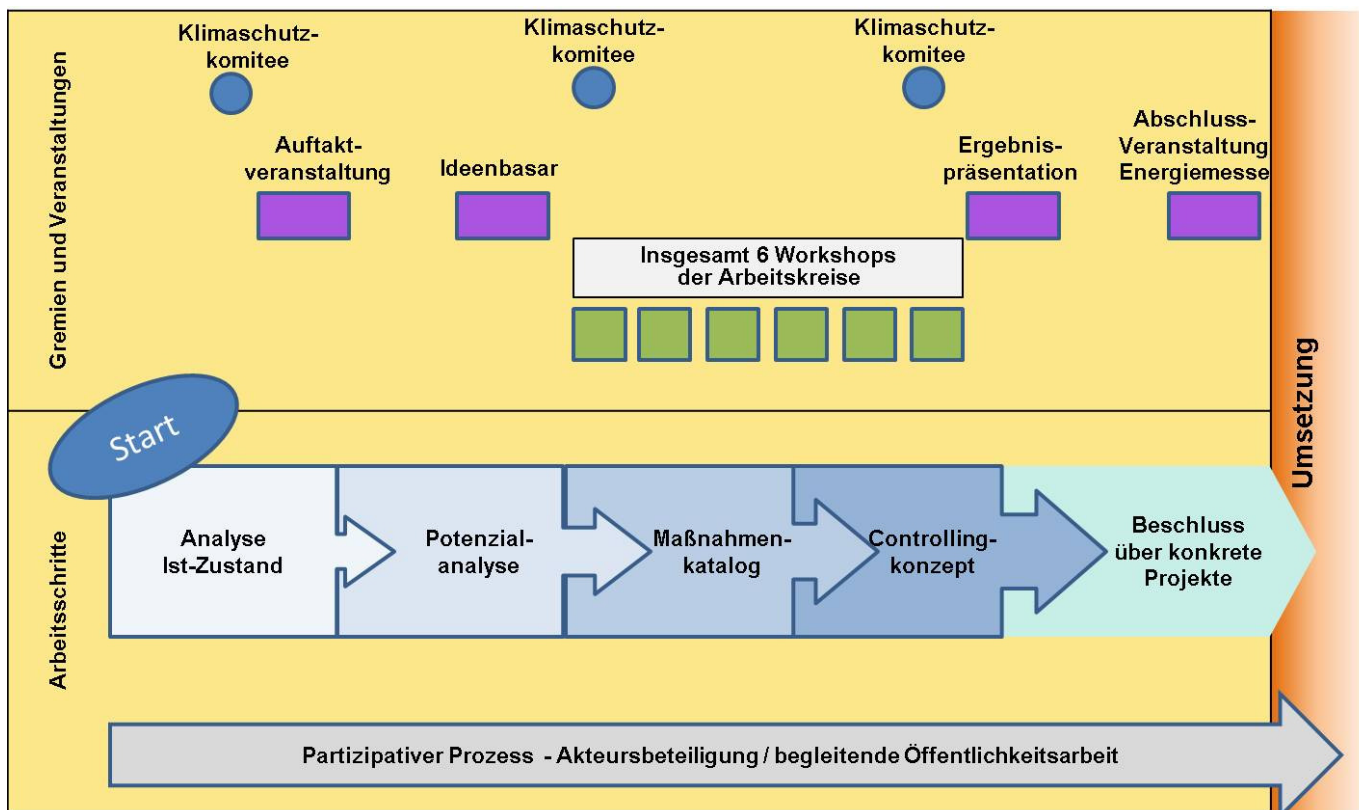 Gremien und Veranstaltungen
Klimaschutz-
komitee
Klimaschutz-
komitee
Klimaschutz-
komitee
Auftakt-
veranstaltung
Ideenbasar
Ergebnis-
präsentation
Abschluss-
Veranstaltung
Energiemesse
Insgesamt 6 Workshops
der Arbeitskreise
Umsetzung
Start
Arbeitsschritte
Analyse
Ist-Zustand
Potenzial-
analyse
Maßnahmen-
katalog
Controlling-
konzept
Beschluss
über konkrete
Projekte
Partizipativer Prozess - Akteursbeteiligung / begleitende Öffentlichkeitsarbeit